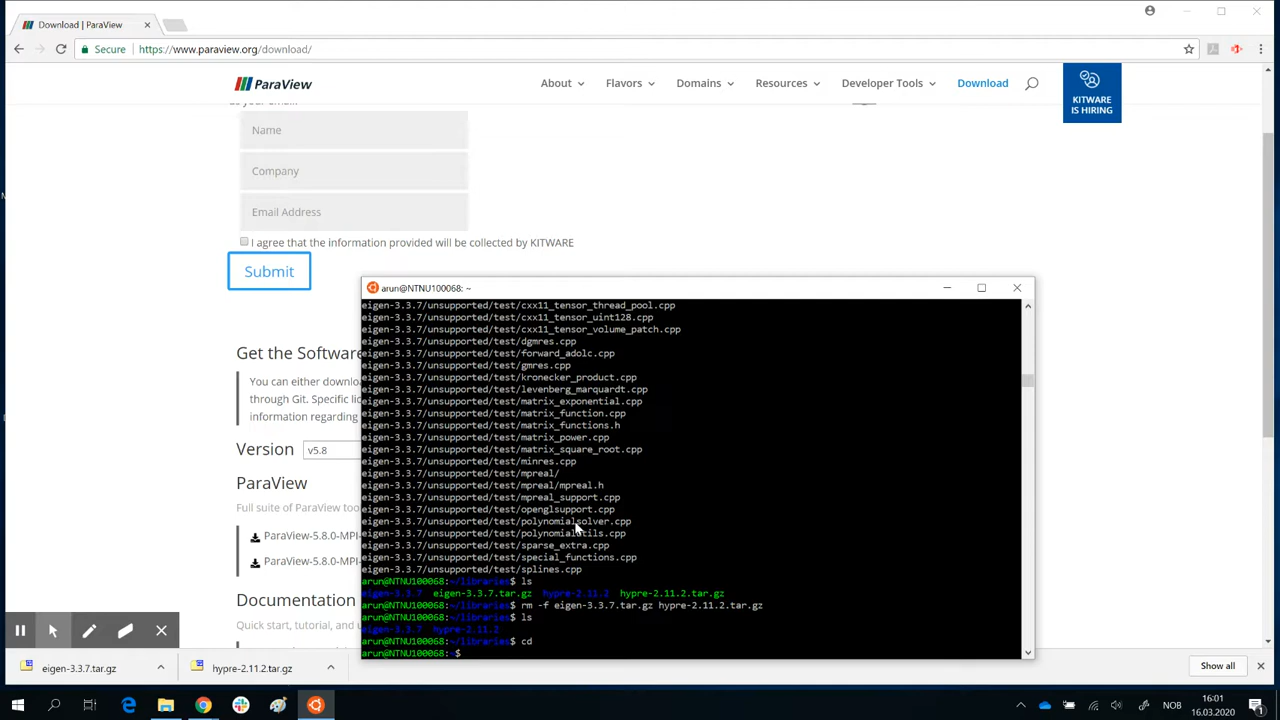 Download | ParaView
Secure
https://www.paraview.org/download/
ParaView
About
Flavors
Domains
Resources
Developer Tools
Download
KITWARE
IS HIRING
Name
Company
Email Address
I agree that the information provided will be collected by KITWARE
Submit
Get the Software
You can either downlo
through Git. Specific lic
information regarding
Version
v5.8
ParaView
Full suite of ParaView tool
ParaView-5.8.0-MPI-
ParaView-5.8.0-MPI-
Documentation
Quick start, tutorial, and u
arun@NTNU100068: ~
eigen-3.3.7/unsupported/test/cxx11_tensor_thread_pool.cpp
eigen-3.3.7/unsupported/test/cxx11_tensor_uint128.cpp
eigen-3.3.7/unsupported/test/cxx11_tensor_volume_patch.cpp
eigen-3.3.7/unsupported/test/dgmres.cpp
eigen-3.3.7/unsupported/test/forward_adolc.cpp
eigen-3.3.7/unsupported/test/gmres.cpp
eigen-3.3.7/unsupported/test/kronecker_product.cpp
eigen-3.3.7/unsupported/test/levenberg_marquardt.cpp
eigen-3.3.7/unsupported/test/matrix_exponential.cpp
eigen-3.3.7/unsupported/test/matrix_function.cpp
eigen-3.3.7/unsupported/test/matrix_functions.h
eigen-3.3.7/unsupported/test/matrix_power.cpp
eigen-3.3.7/unsupported/test/matrix_square_root.cpp
eigen-3.3.7/unsupported/test/minres.cpp
eigen-3.3.7/unsupported/test/mpreal/
eigen-3.3.7/unsupported/test/mpreal/mpreal.h
eigen-3.3.7/unsupported/test/mpreal_support.cpp
eigen-3.3.7/unsupported/test/openglsupport.cpp
eigen-3.3.7/unsupported/test/polynomialsolver.cpp
eigen-3.3.7/unsupported/test/polynomialutils.cpp
eigen-3.3.7/unsupported/test/sparse_extra.cpp
eigen-3.3.7/unsupported/test/special_functions.cpp
eigen-3.3.7/unsupported/test/splines.cpp
arun@NTNU100068:~/libraries$ ls
eigen-3.3.7 eigen-3.3.7.tar.gz hypre-2.11.2 hypre-2.11.2.tar.gz
arun@NTNU100068:~/libraries$ rm -f eigen-3.3.7.tar.gz hypre-2.11.2.tar.gz
arun@NTNU100068:~/libraries$ ls
eigen-3.3.7 hypre-2.11.2
arun@NTNU100068:~/libraries$ cd
arun@NTNU100068:~$
eigen-3.3.7.tar.gz
hypre-2.11.2.tar.gz
Show all
NOB
16:01
16.03.2020
1